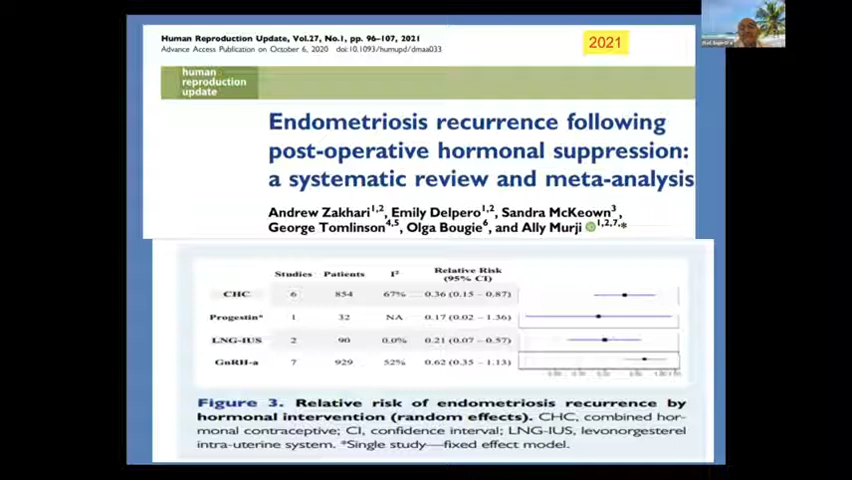 Human Reproduction Update, Vol.27, No.1, pp. 96–107, 2021
Advance Access Publication on October 6, 2020 doi:10.1093/humupd/dmaa033
2021
human
reproduction
update
Endometriosis recurrence following
post-operative hormonal suppression:
a systematic review and meta-analysis
Andrew Zakhari1,2, Emily Delpero1,2, Sandra McKeown3,
George Tomlinson4,5, Olga Bougie6, and Ally Murji 1,2,7,*
Studies Patients I² Relative Risk
(95% CI)
CHC 6 854 67% 0.36 (0.15 – 0.87)
Progestin* 1 32 NA 0.17 (0.02 – 1.36)
LNG-IUS 2 90 0.0% 0.21 (0.07 – 0.57)
GnRH-a 7 929 52% 0.62 (0.35 – 1.13)
Figure 3. Relative risk of endometriosis recurrence by
hormonal intervention (random effects). CHC, combined hor-
monal contraceptive; CI, confidence interval; LNG-IUS, levonorgesterel
intra-uterine system. *Single study—fixed effect model.